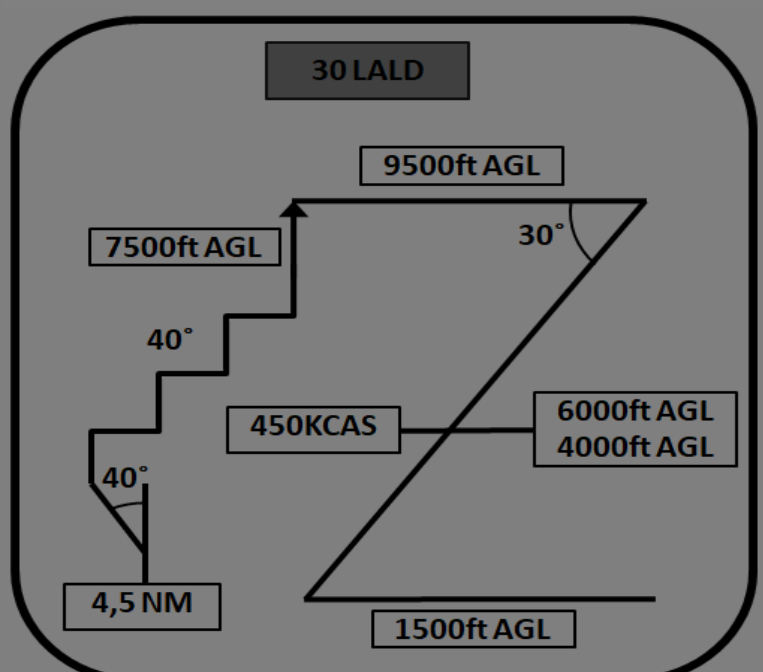 30 LALD
9500ft AGL
7500ft AGL
30°
40°
450KCAS
6000ft AGL
4000ft AGL
40°
4,5 NM
1500ft AGL